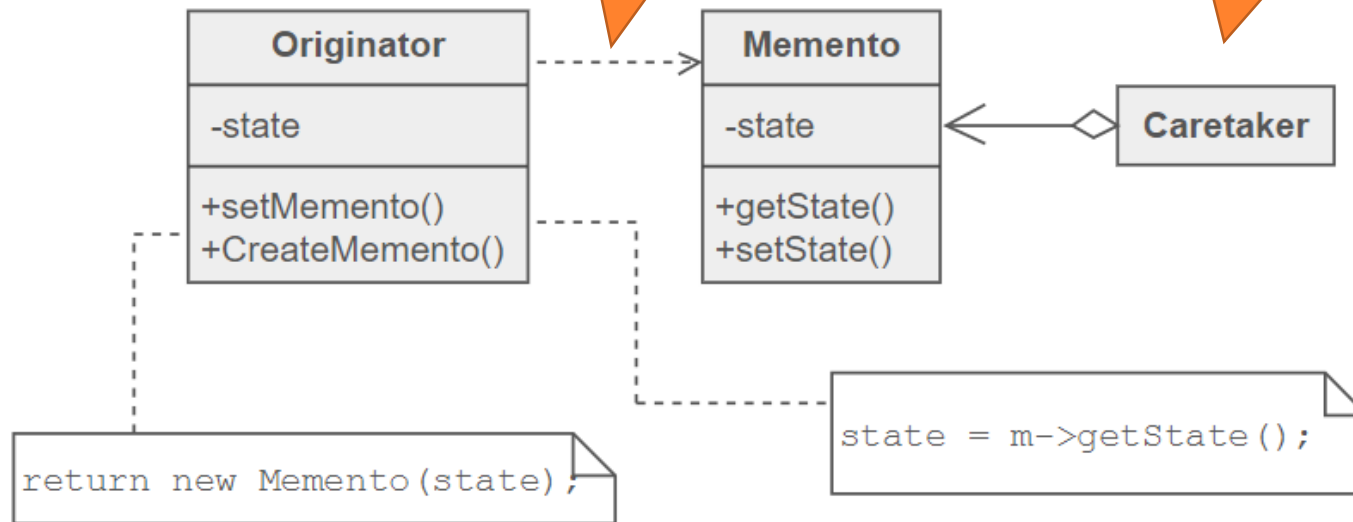 Originator
-state
+setMemento()
+CreateMemento()
Memento
-state
+getState()
+setState()
Caretaker
return new Memento(state);
state = m->getState();